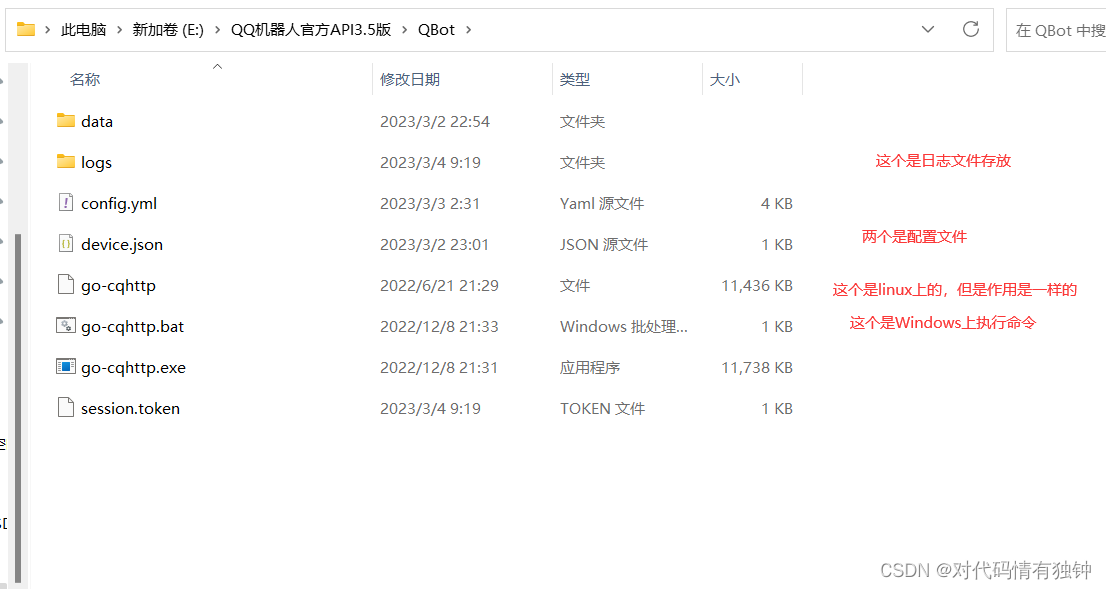 此电脑 > 新加卷 (E:) > QQ机器人官方API3.5版 > QBot >
在 QBot 中搜
名称 修改日期 类型 大小
data 2023/3/2 22:54 文件夹
logs 2023/3/4 9:19 文件夹 这个是日志文件存放
config.yml 2023/3/3 2:31 Yaml 源文件 4 KB
device.json 2023/3/2 23:01 JSON 源文件 1 KB 两个是配置文件
go-cqhttp 2022/6/21 21:29 文件 11,436 KB 这个是linux上的，但是作用是一样的
go-cqhttp.bat 2022/12/8 21:33 Windows 批处理... 1 KB 这个是Windows上执行命令
go-cqhttp.exe 2022/12/8 21:31 应用程序 11,738 KB
session.token 2023/3/4 9:19 TOKEN 文件 1 KB
CSDN @对代码情有独钟